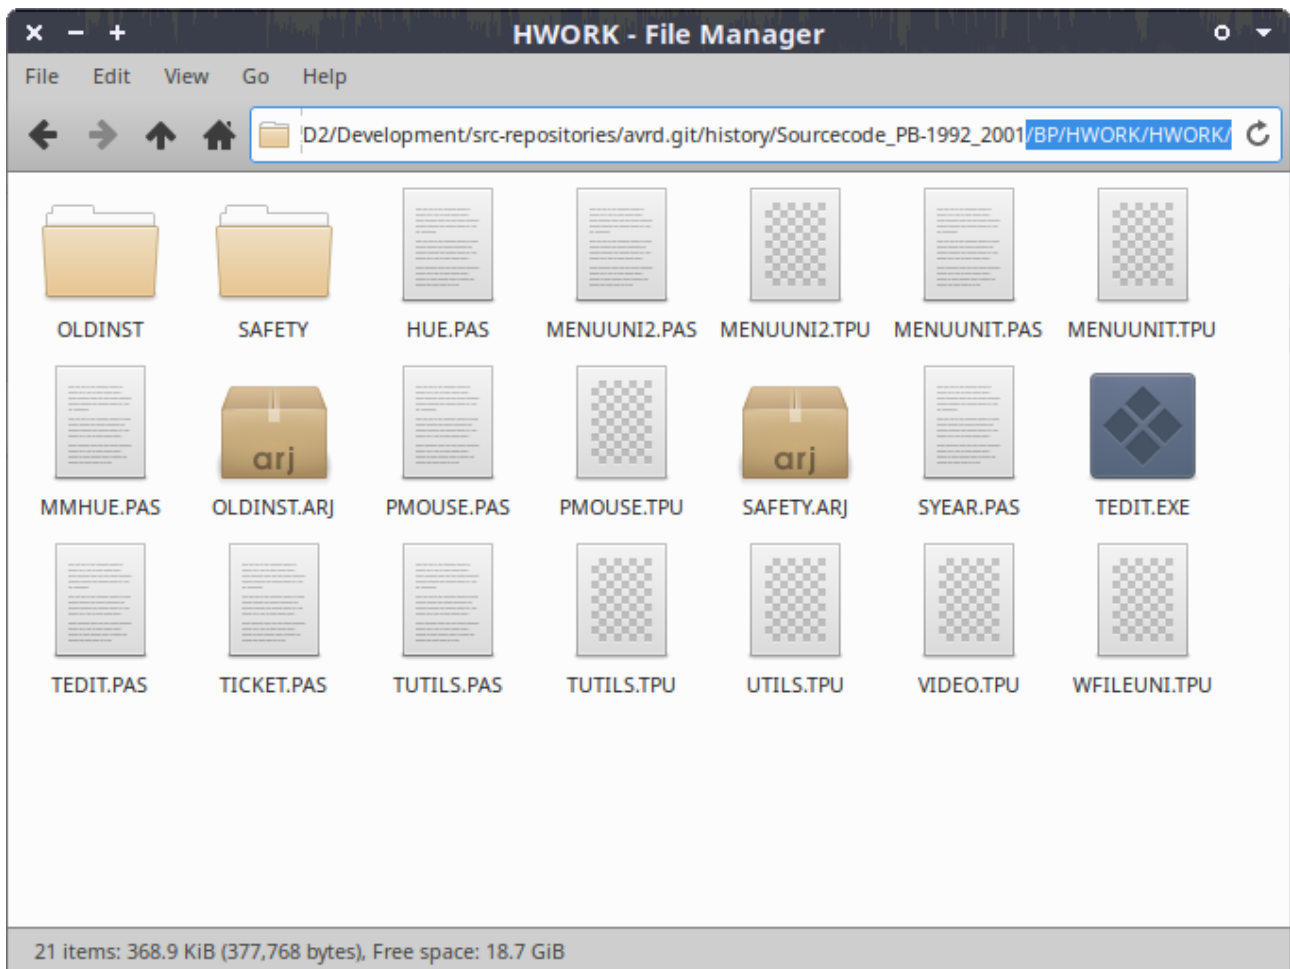 HWORK - File Manager
File Edit View Go Help
D2/Development/src-repositories/avrd.git/history/Sourcecode_PB-1992_2001/BP/HWORK/HWORK/
OLDINST SAFETY HUE.PAS MENUUNI2.PAS MENUUNI2.TPU MENUUNIT.PAS MENUUNIT.TPU
arj arj
MMHUE.PAS OLDINST.ARJ PMOUSE.PAS PMOUSE.TPU SAFETY.ARJ SYEAR.PAS TEDIT.EXE
TEDIT.PAS TICKET.PAS TUTILS.PAS TUTILS.TPU UTILS.TPU VIDEO.TPU WFILEUNI.TPU
21 items: 368.9 KiB (377,768 bytes), Free space: 18.7 GiB